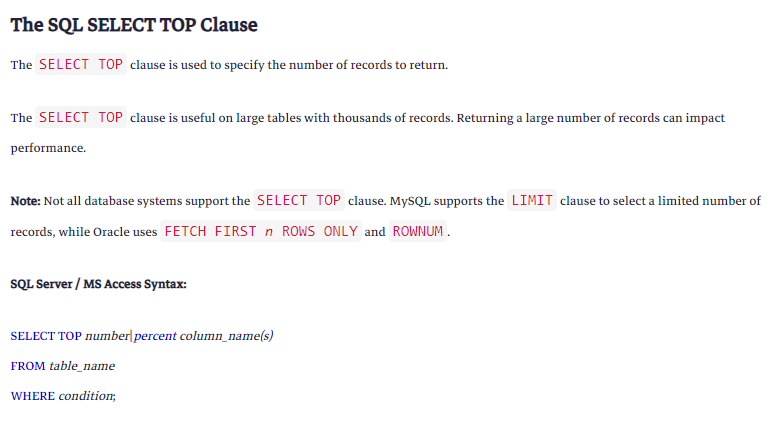 The SQL SELECT TOP Clause
The SELECT TOP clause is used to specify the number of records to return.
The SELECT TOP clause is useful on large tables with thousands of records. Returning a large number of records can impact
performance.
Note: Not all database systems support the SELECT TOP clause. MySQL supports the LIMIT clause to select a limited number of
records, while Oracle uses FETCH FIRST n ROWS ONLY and ROWNUM .
SQL Server / MS Access Syntax:
SELECT TOP number|percent column_name(s)
FROM table_name
WHERE condition;